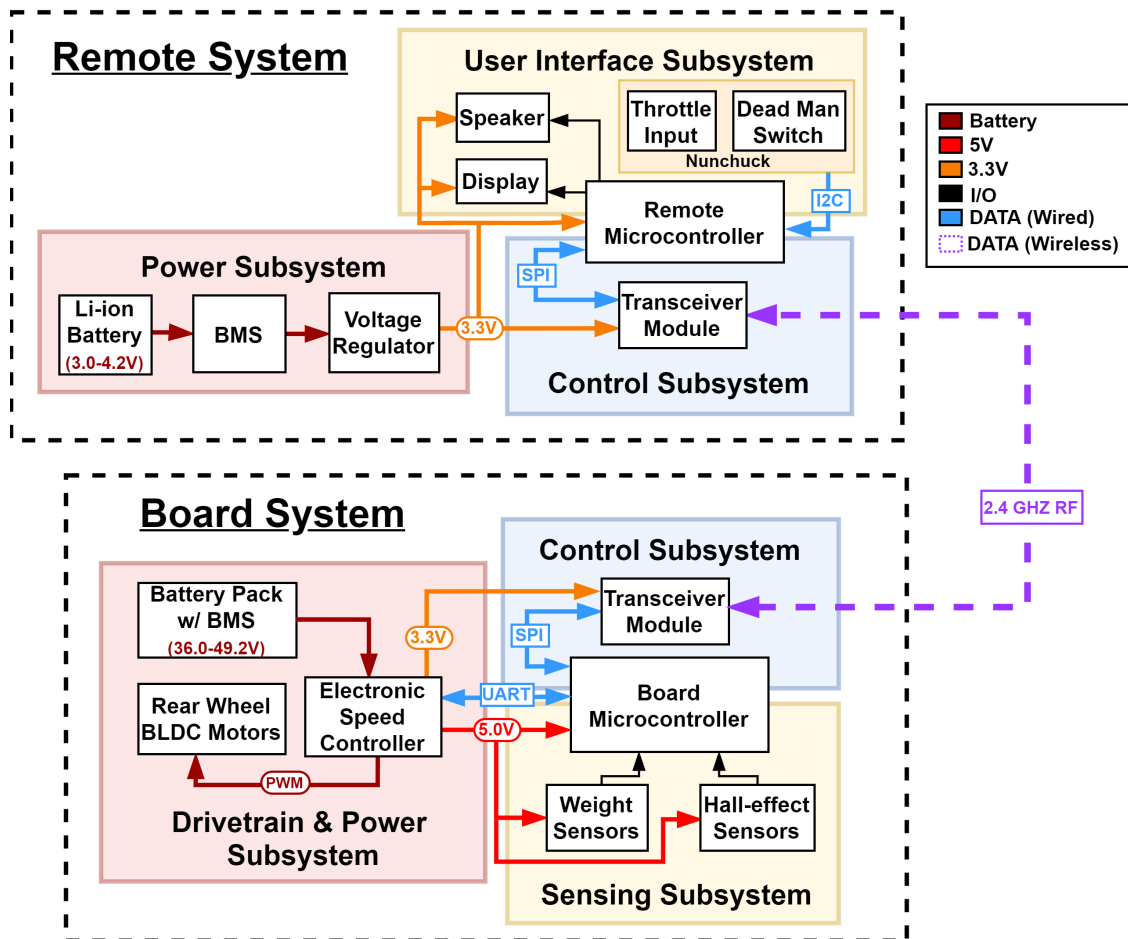 Remote System
User Interface Subsystem
Speaker
Display
Throttle
Input
Dead Man
Switch
Nunchuck
I2C
Remote
Microcontroller
Power Subsystem
Li-ion
Battery
(3.0-4.2V)
BMS
Voltage
Regulator
3.3V
SPI
Transceiver
Module
Control Subsystem
Battery
5V
3.3V
I/O
DATA (Wired)
DATA (Wireless)
2.4 GHZ RF
Board System
Control Subsystem
Transceiver
Module
SPI
Battery Pack
w/ BMS
(36.0-49.2V)
3.3V
Rear Wheel
BLDC Motors
Electronic
Speed
Controller
UART
5.0V
PWM
Board
Microcontroller
Drivetrain & Power
Subsystem
Weight
Sensors
Hall-effect
Sensors
Sensing Subsystem